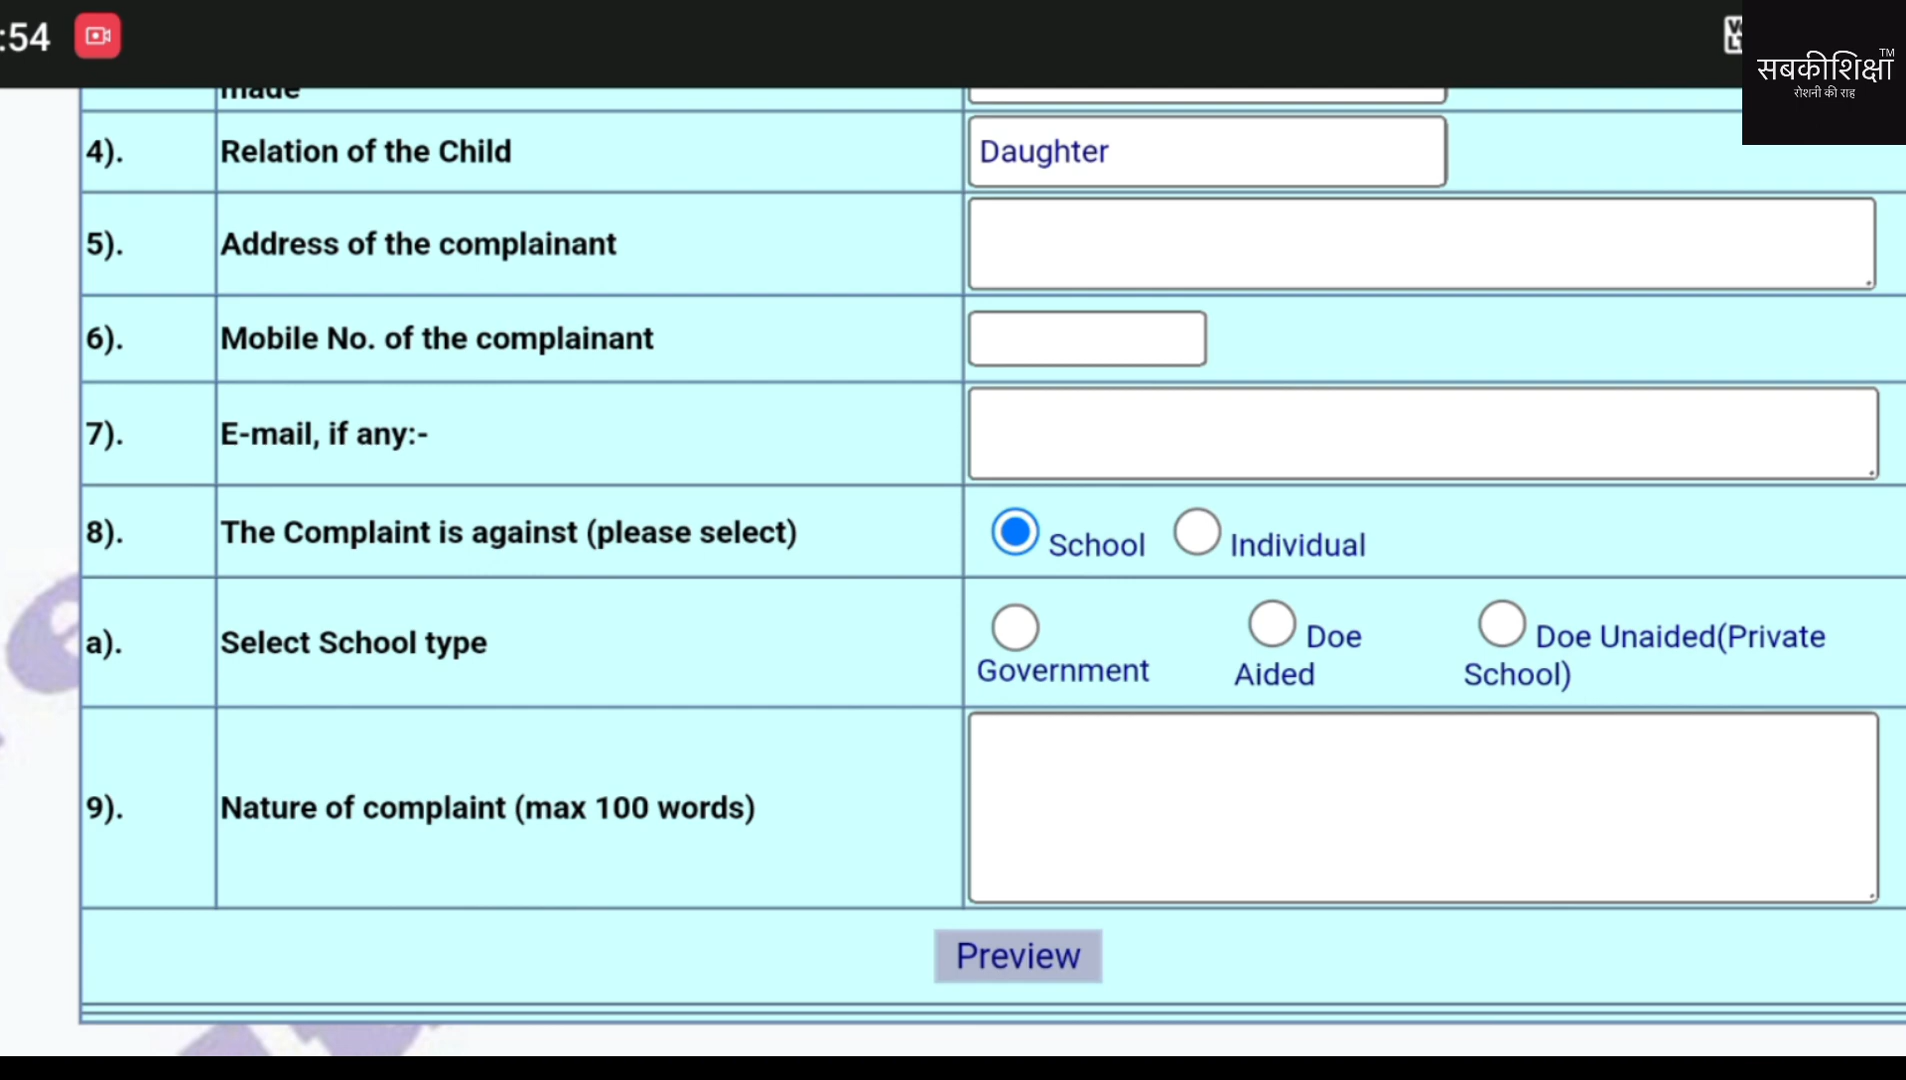 :54
सबकीशिक्षा™
रोशनी की राह
made
4). Relation of the Child Daughter
5). Address of the complainant
6). Mobile No. of the complainant
7). E-mail, if any:-
8). The Complaint is against (please select) School Individual
a). Select School type Government Doe Aided Doe Unaided(Private School)
9). Nature of complaint (max 100 words)
Preview